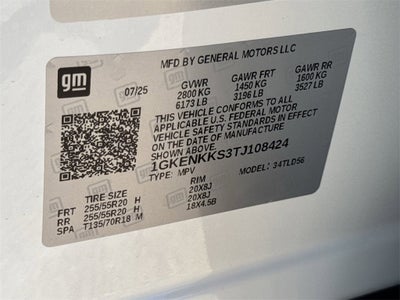 gm
MFD BY GENERAL MOTORS LLC
07/25
GVWR GAWR FRT GAWR RR
2800 KG 1450 KG 1600 KG
6173 LB 3196 LB 3527 LB
THIS VEHICLE CONFORMS TO ALL
APPLICABLE U.S. FEDERAL MOTOR
VEHICLE SAFETY STANDARDS IN EFFECT
ON THE DATE OF MANUFACTURE
SHOWN ABOVE.
1GKENKKS3TJ108424
TYPE: MPV MODEL: 34TLD56
TIRE SIZE RIM
FRT 255/55R20 H 20X8J
RR 255/55R20 H 20X8J
SPA T135/70R18 M 18X4.5B